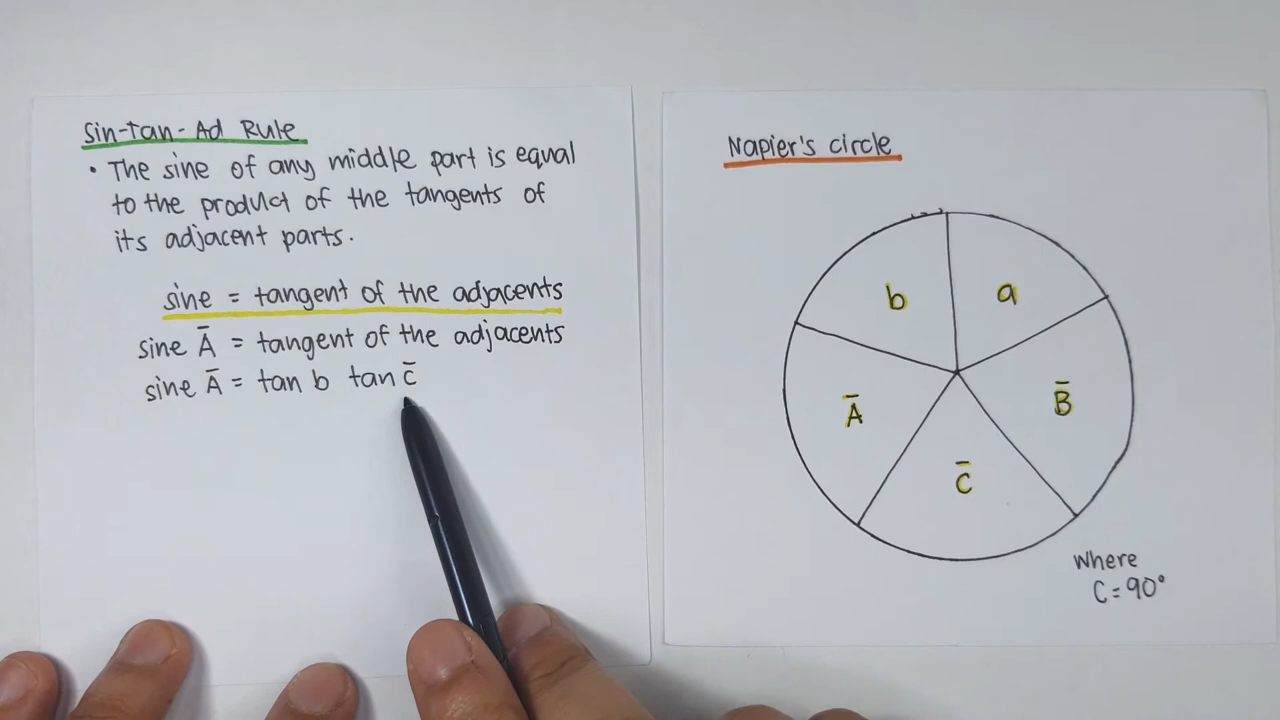 Sin-Tan-Ad Rule
• The sine of any middle part is equal
to the product of the tangents of
its adjacent parts.
sine = tangent of the adjacents
sine Ā = tangent of the adjacents
sine Ā = tan b tan c̄
Napier's circle
b
a
Ā
B̄
c̄
Where
C = 90°